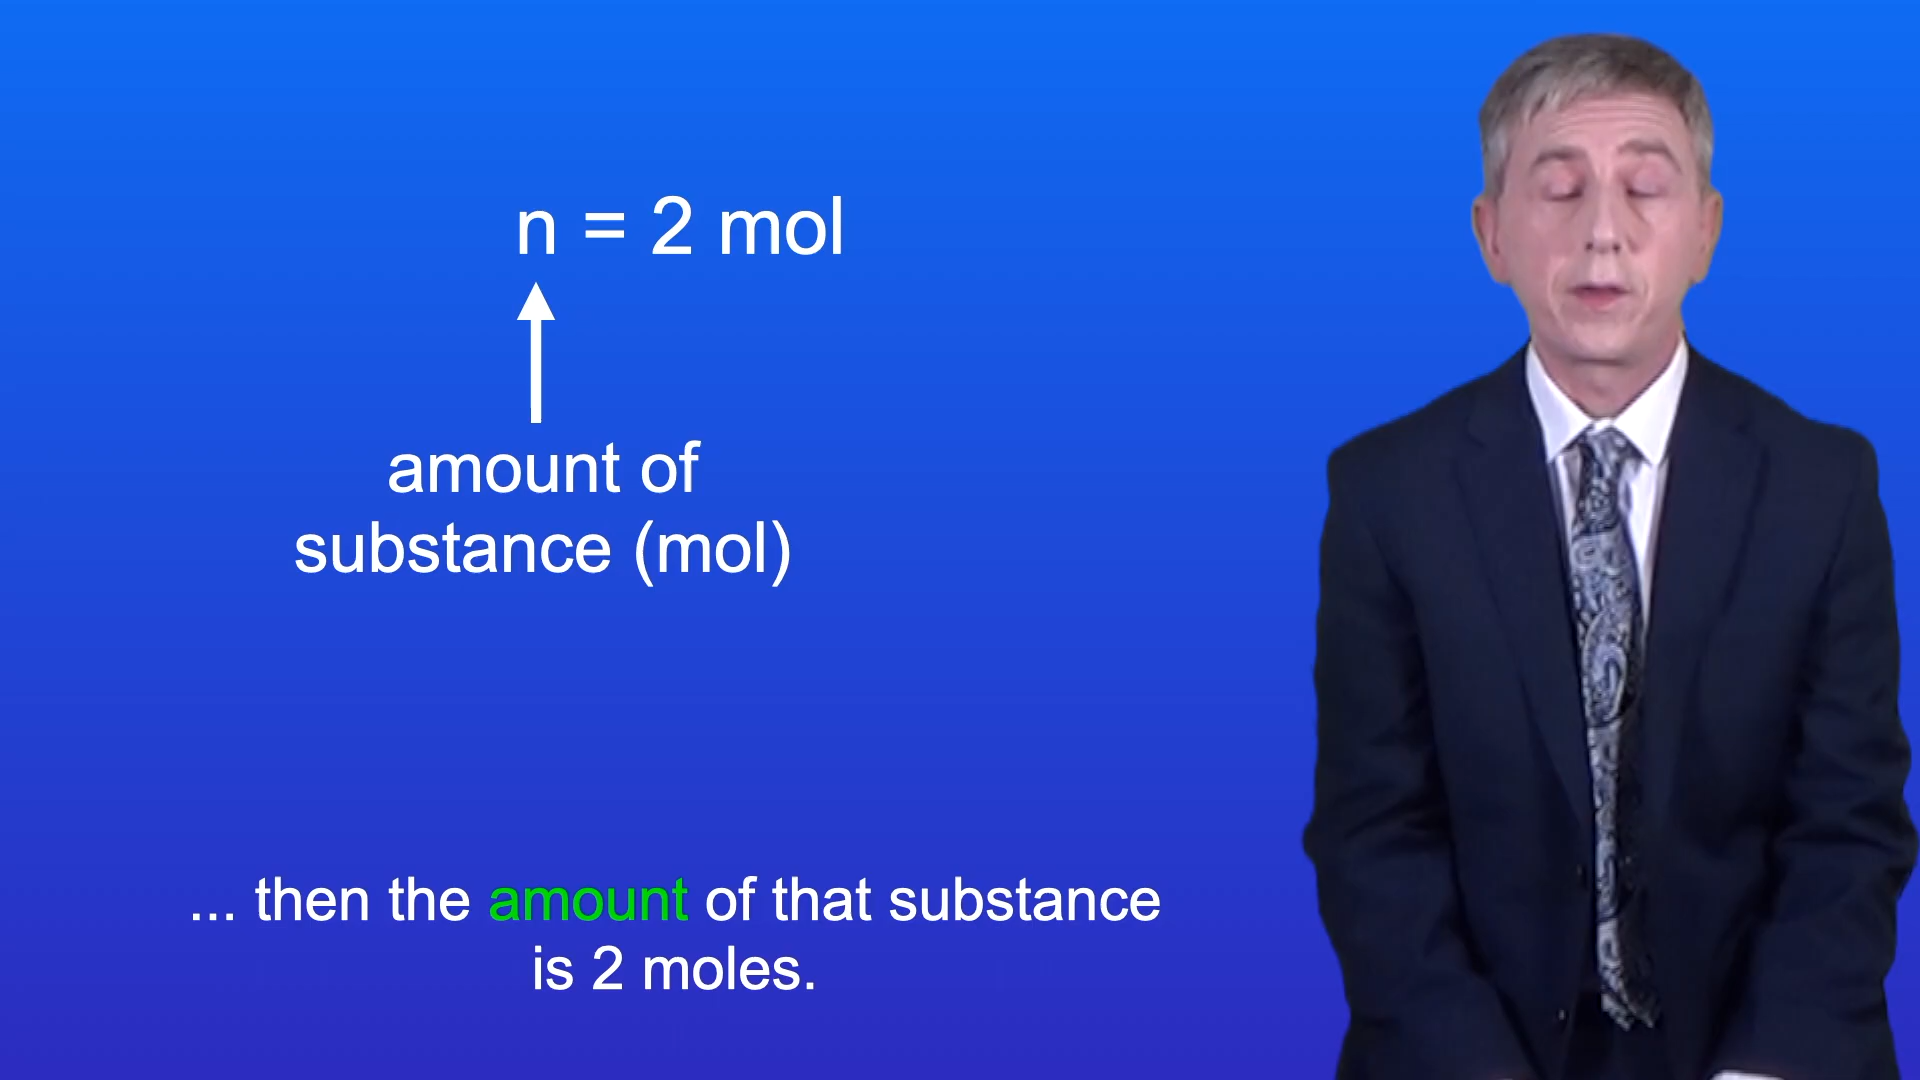 n = 2 mol
amount of
substance (mol)
... then the amount of that substance
is 2 moles.